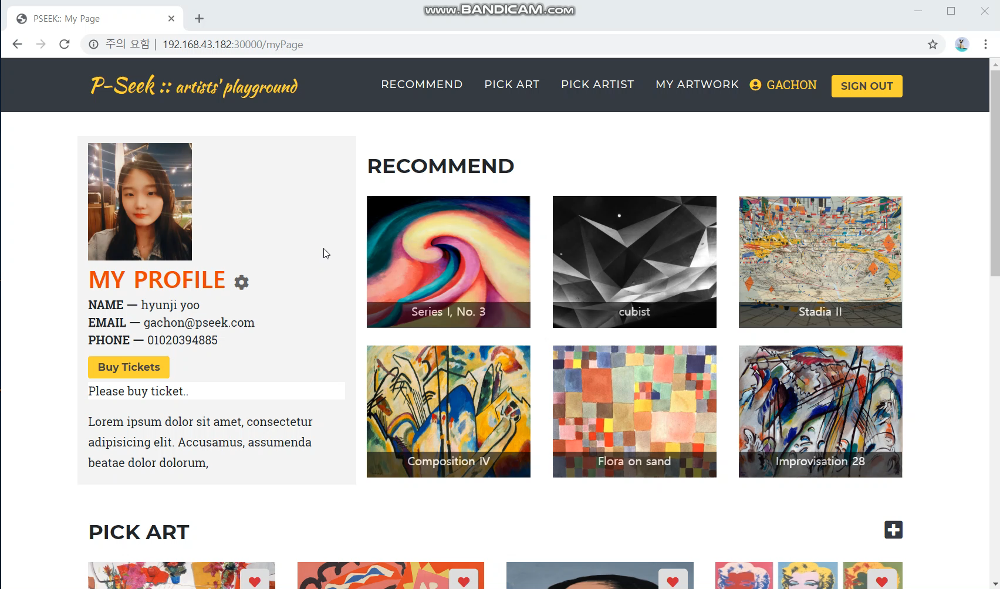 www.BANDICAM.com
PSEEK:: My Page
주의 요함 | 192.168.43.182:30000/myPage
P-Seek :: artists' playground
RECOMMEND
PICK ART
PICK ARTIST
MY ARTWORK
GACHON
SIGN OUT
MY PROFILE
NAME — hyunji yoo
EMAIL — gachon@pseek.com
PHONE — 01020394885
Buy Tickets
Please buy ticket..
Lorem ipsum dolor sit amet, consectetur
adipisicing elit. Accusamus, assumenda
beatae dolor dolorum,
RECOMMEND
Series I, No. 3
cubist
Stadia II
Composition IV
Flora on sand
Improvisation 28
PICK ART